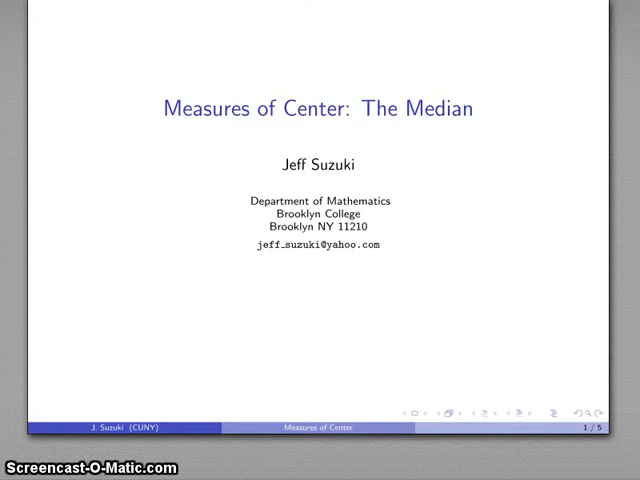 Measures of Center: The Median
Jeff Suzuki
Department of Mathematics
Brooklyn College
Brooklyn NY 11210
jeff_suzuki@yahoo.com
J. Suzuki (CUNY)
Measures of Center
1 / 5
Screencast-O-Matic.com